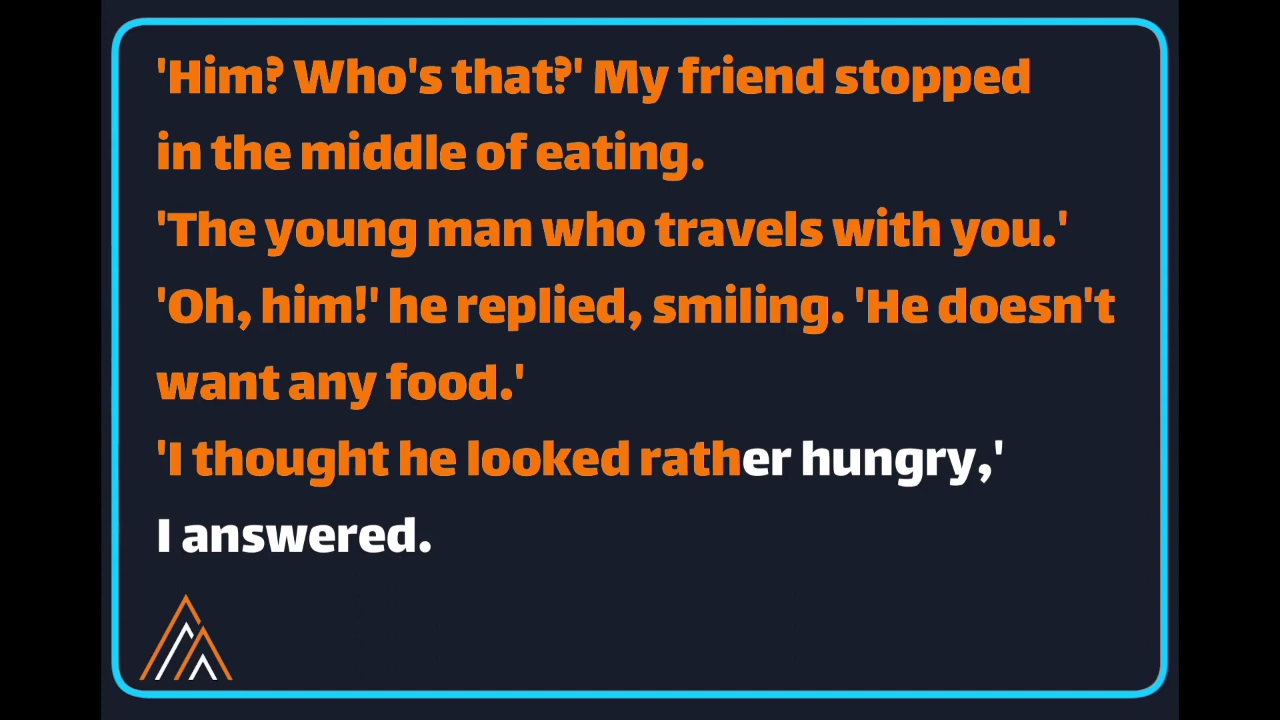 'Him? Who's that?' My friend stopped
in the middle of eating.
'The young man who travels with you.'
'Oh, him!' he replied, smiling. 'He doesn't
want any food.'
'I thought he looked rather hungry,'
I answered.